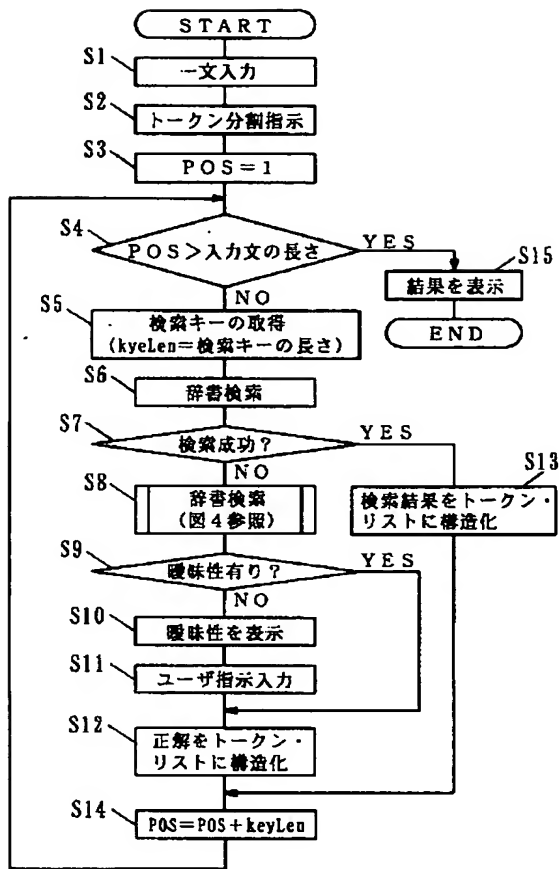 START
S1
一文入力
S2
トークン分割指示
S3
POS=1
S4
POS>入力文の長さ
YES
S15
結果を表示
END
NO
S5
検索キーの取得
(kyeLen=検索キーの長さ)
S6
辞書検索
S7
検索成功?
YES
S13
検索結果をトークン・
リストに構造化
NO
S8
辞書検索
(図4参照)
S9
曖昧性有り?
YES
NO
S10
曖昧性を表示
S11
ユーザ指示入力
S12
正解をトークン・
リストに構造化
S14
POS=POS+keyLen